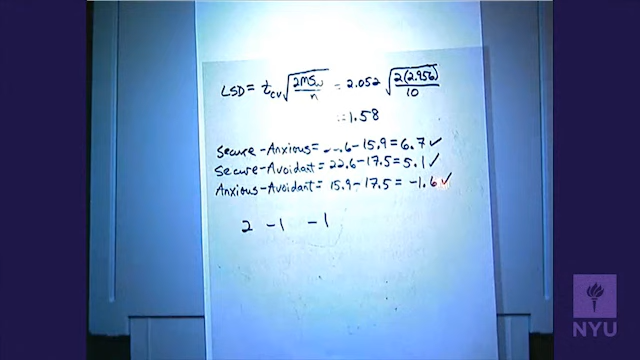 LSD = t_cv √(2MS_w/n) = 2.052 √(2(2.956)/10)
= 1.58
Secure-Anxious = .6-15.9 = 6.7 ✓
Secure-Avoidant = 22.6-17.5 = 5.1 ✓
Anxious-Avoidant = 15.9-17.5 = -1.6 ✓
2 -1 -1
NYU